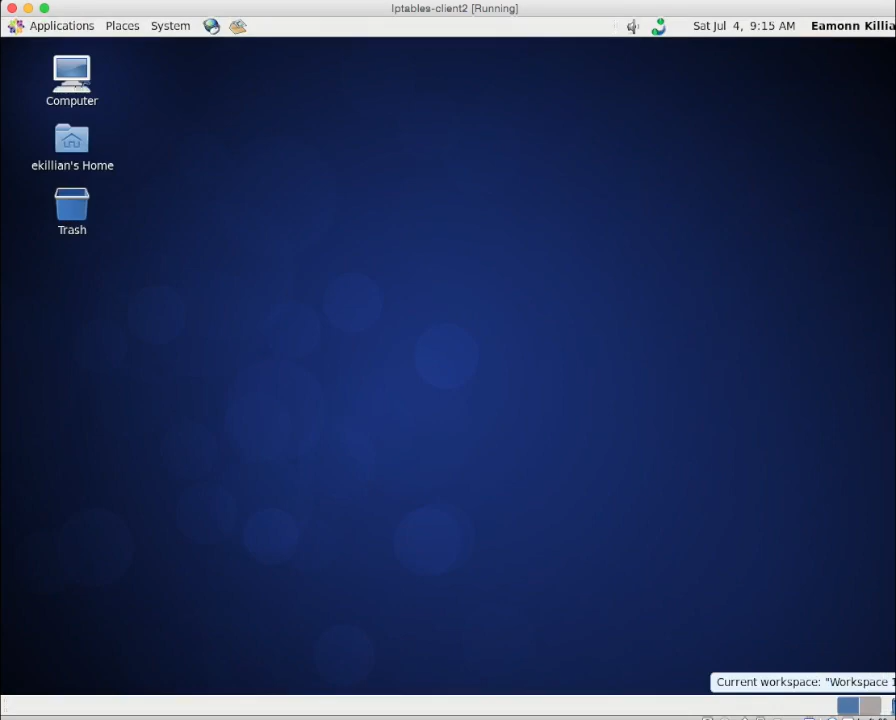 Iptables-client2 [Running]
Applications Places System Sat Jul 4, 9:15 AM Eamonn Killia
Computer
ekillian's Home
Trash
Current workspace: "Workspace 1